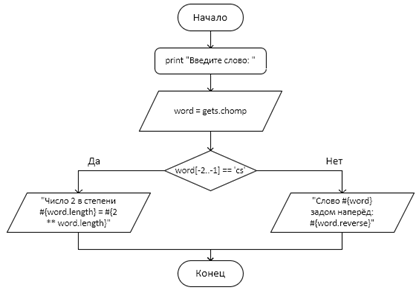 Начало
print "Введите слово: "
word = gets.chomp
Да
word[-2..-1] == 'cs'
Нет
"Число 2 в степени
#{word.length} = #{2
** word.length}"
"Слово #{word}
задом наперёд:
#{word.reverse}"
Конец